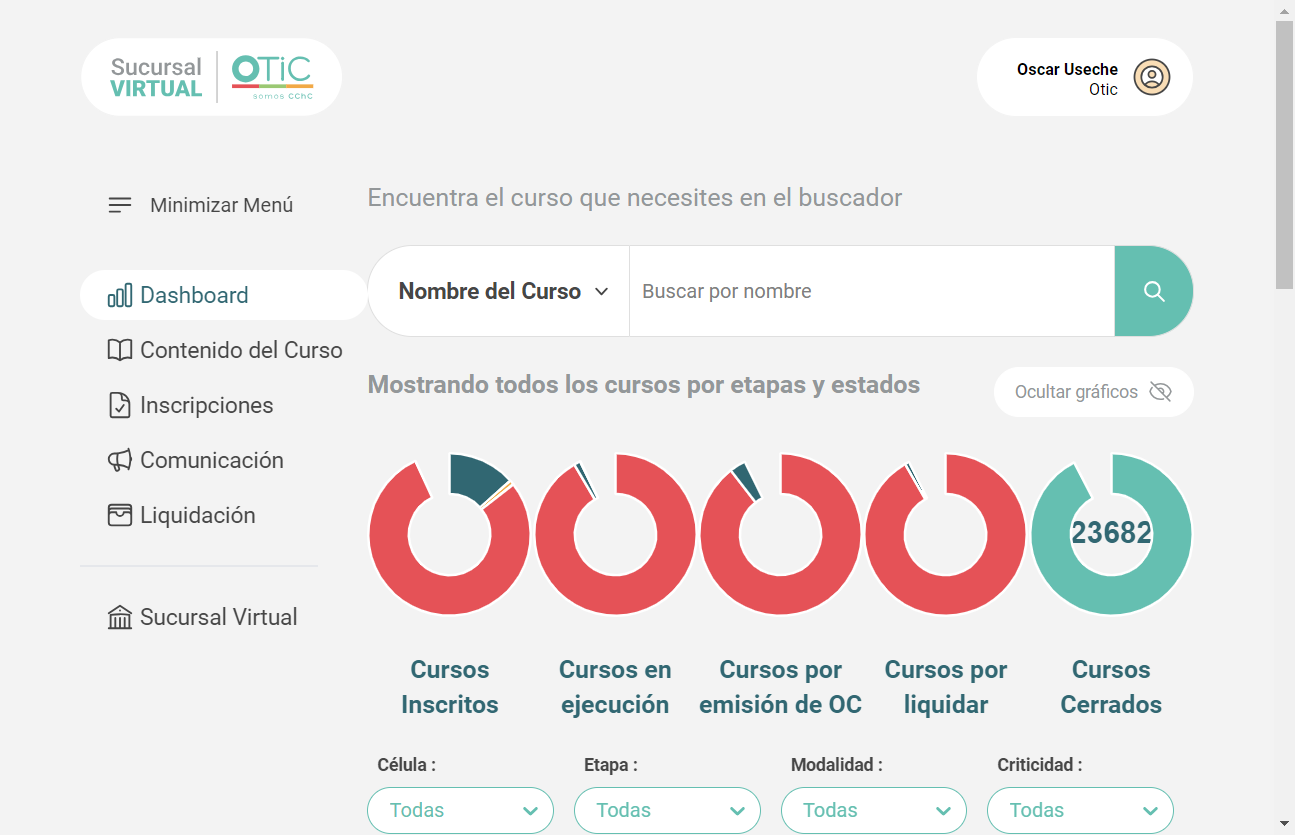 Sucursal
VIRTUAL
OTiC
somos CChC
Oscar Useche
Otic
Minimizar Menú
Dashboard
Contenido del Curso
Inscripciones
Comunicación
Liquidación
Sucursal Virtual
Encuentra el curso que necesites en el buscador
Nombre del Curso
Buscar por nombre
Mostrando todos los cursos por etapas y estados
Ocultar gráficos
23682
Cursos
Inscritos
Cursos en
ejecución
Cursos por
emisión de OC
Cursos por
liquidar
Cursos
Cerrados
Célula :
Todas
Etapa :
Todas
Modalidad :
Todas
Criticidad :
Todas